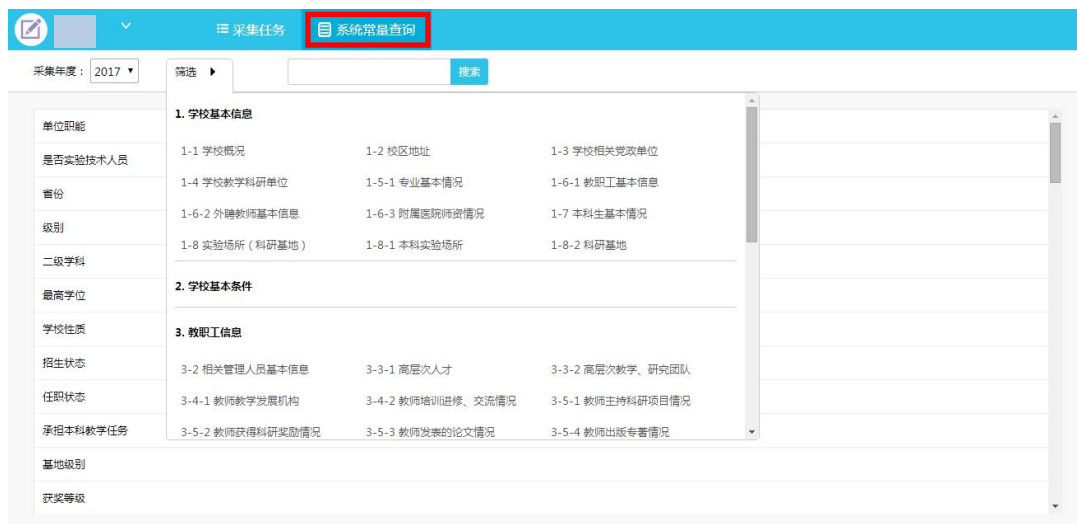 采集任务 系统常量查询
采集年度： 2017 筛选 搜索
1. 学校基本信息
单位职能
1-1 学校概况 1-2 校区地址 1-3 学校相关党政单位
是否实验技术人员
1-4 学校教学科研单位 1-5-1 专业基本情况 1-6-1 教职工基本信息
省份
1-6-2 外聘教师基本信息 1-6-3 附属医院师资情况 1-7 本科生基本情况
级别
1-8 实验场所（科研基地） 1-8-1 本科实验场所 1-8-2 科研基地
二级学科
2. 学校基本条件
最高学位
学校性质
3. 教职工信息
招生状态
3-2 相关管理人员基本信息 3-3-1 高层次人才 3-3-2 高层次教学、研究团队
任职状态
3-4-1 教师教学发展机构 3-4-2 教师培训进修、交流情况 3-5-1 教师主持科研项目情况
承担本科教学任务
3-5-2 教师获得科研奖励情况 3-5-3 教师发表的论文情况 3-5-4 教师出版专著情况
基地级别
获奖等级